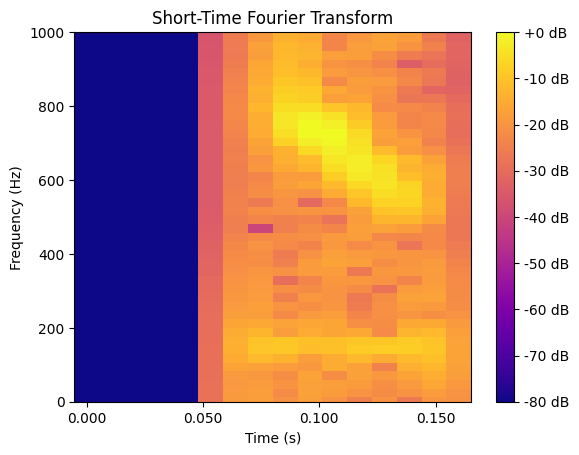 Short-Time Fourier Transform
1000
800
600
400
200
0
Frequency (Hz)
0.000
0.050
0.100
0.150
Time (s)
+0 dB
-10 dB
-20 dB
-30 dB
-40 dB
-50 dB
-60 dB
-70 dB
-80 dB